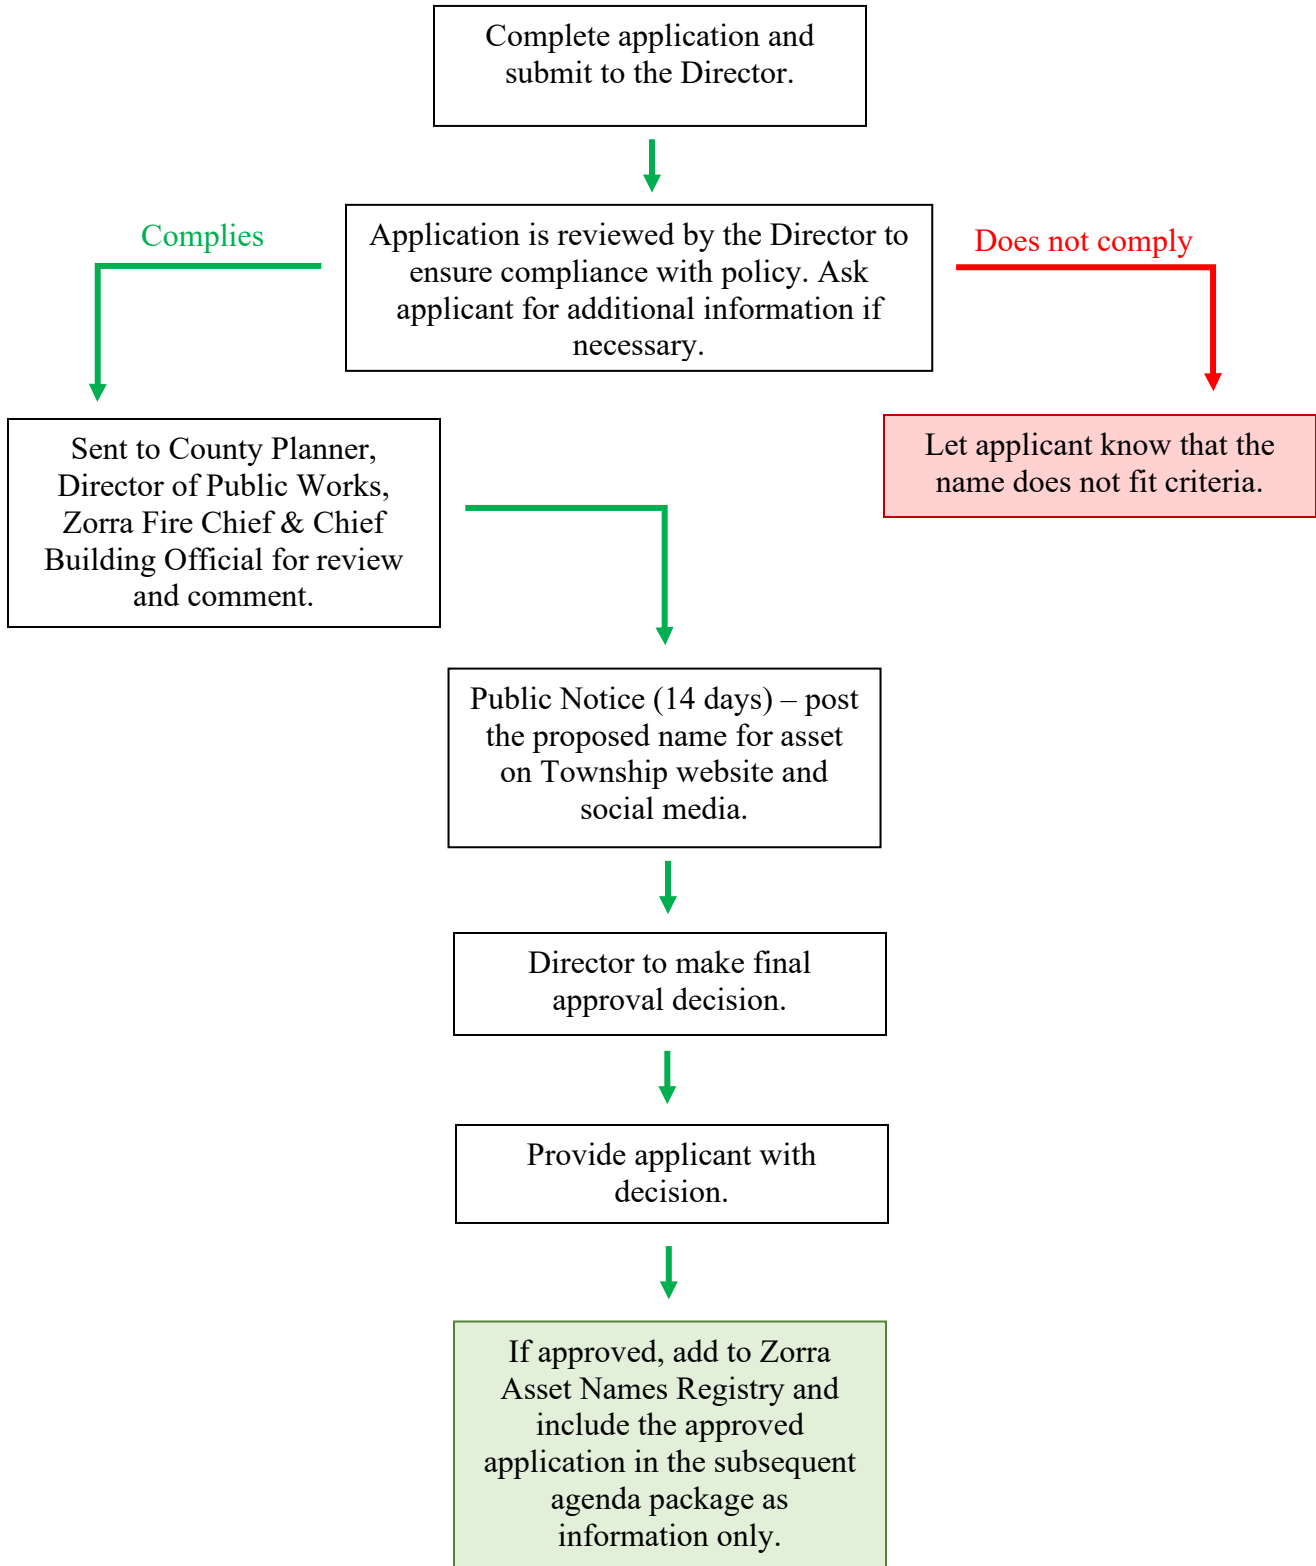 Complete application and
submit to the Director.
Complies
Application is reviewed by the Director to
ensure compliance with policy. Ask
applicant for additional information if
necessary.
Does not comply
Sent to County Planner,
Director of Public Works,
Zorra Fire Chief & Chief
Building Official for review
and comment.
Let applicant know that the
name does not fit criteria.
Public Notice (14 days) – post
the proposed name for asset
on Township website and
social media.
Director to make final
approval decision.
Provide applicant with
decision.
If approved, add to Zorra
Asset Names Registry and
include the approved
application in the subsequent
agenda package as
information only.